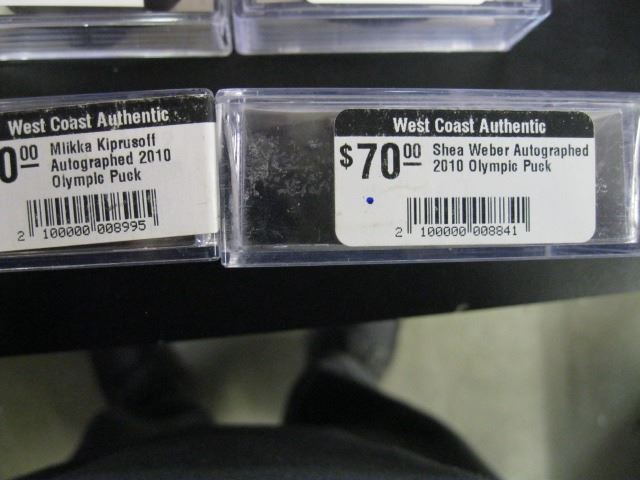 West Coast Authentic
0 00 Miikka Kiprusoff
Autographed 2010
Olympic Puck
2 100000 008995
West Coast Authentic
$70 00 Shea Weber Autographed
2010 Olympic Puck
2 100000 008841